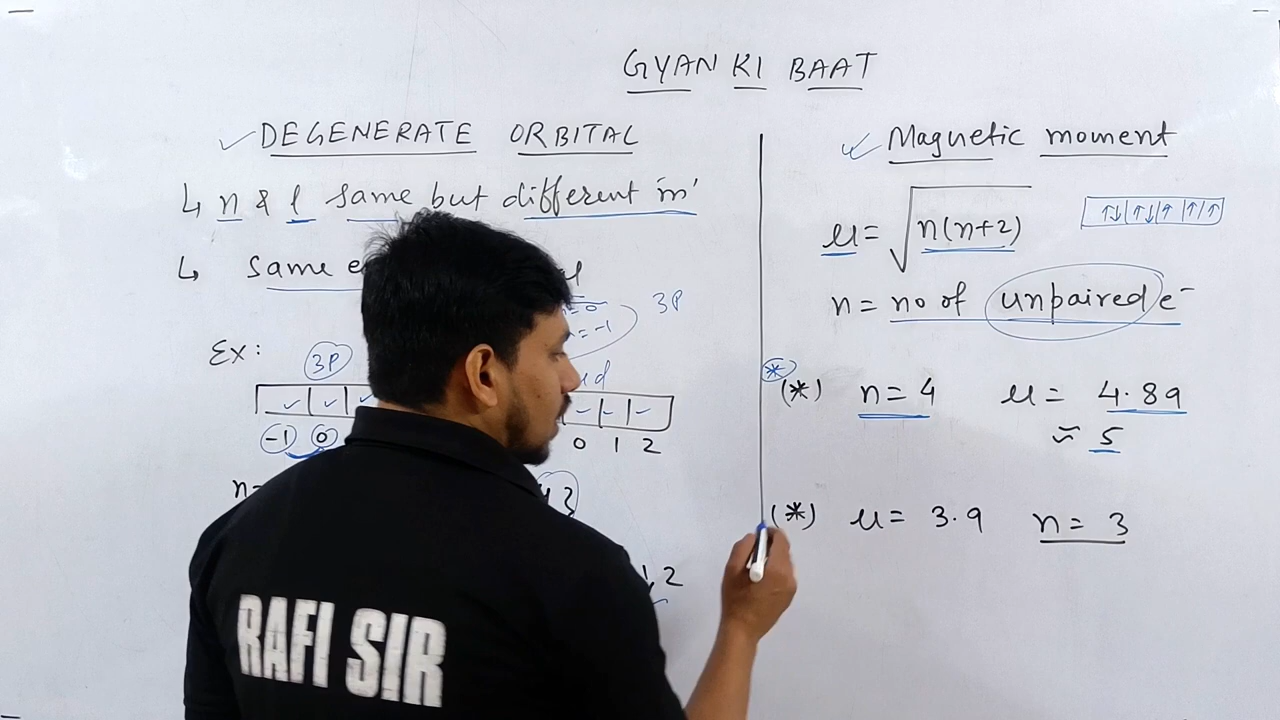 GYAN KI BAAT
DEGENERATE ORBITAL
↳ n & l same but different 'm'
↳ same
Ex: 3P
3P
-1 0
0 1 2
n=
2
Magnetic moment
μ = √n(n+2)
↑↓ ↑↓ ↑ ↑ ↑
n = no of unpaired e⁻
(*) n = 4 μ = 4.89
≈ 5
(*) μ = 3.9 n = 3
RAFI SIR